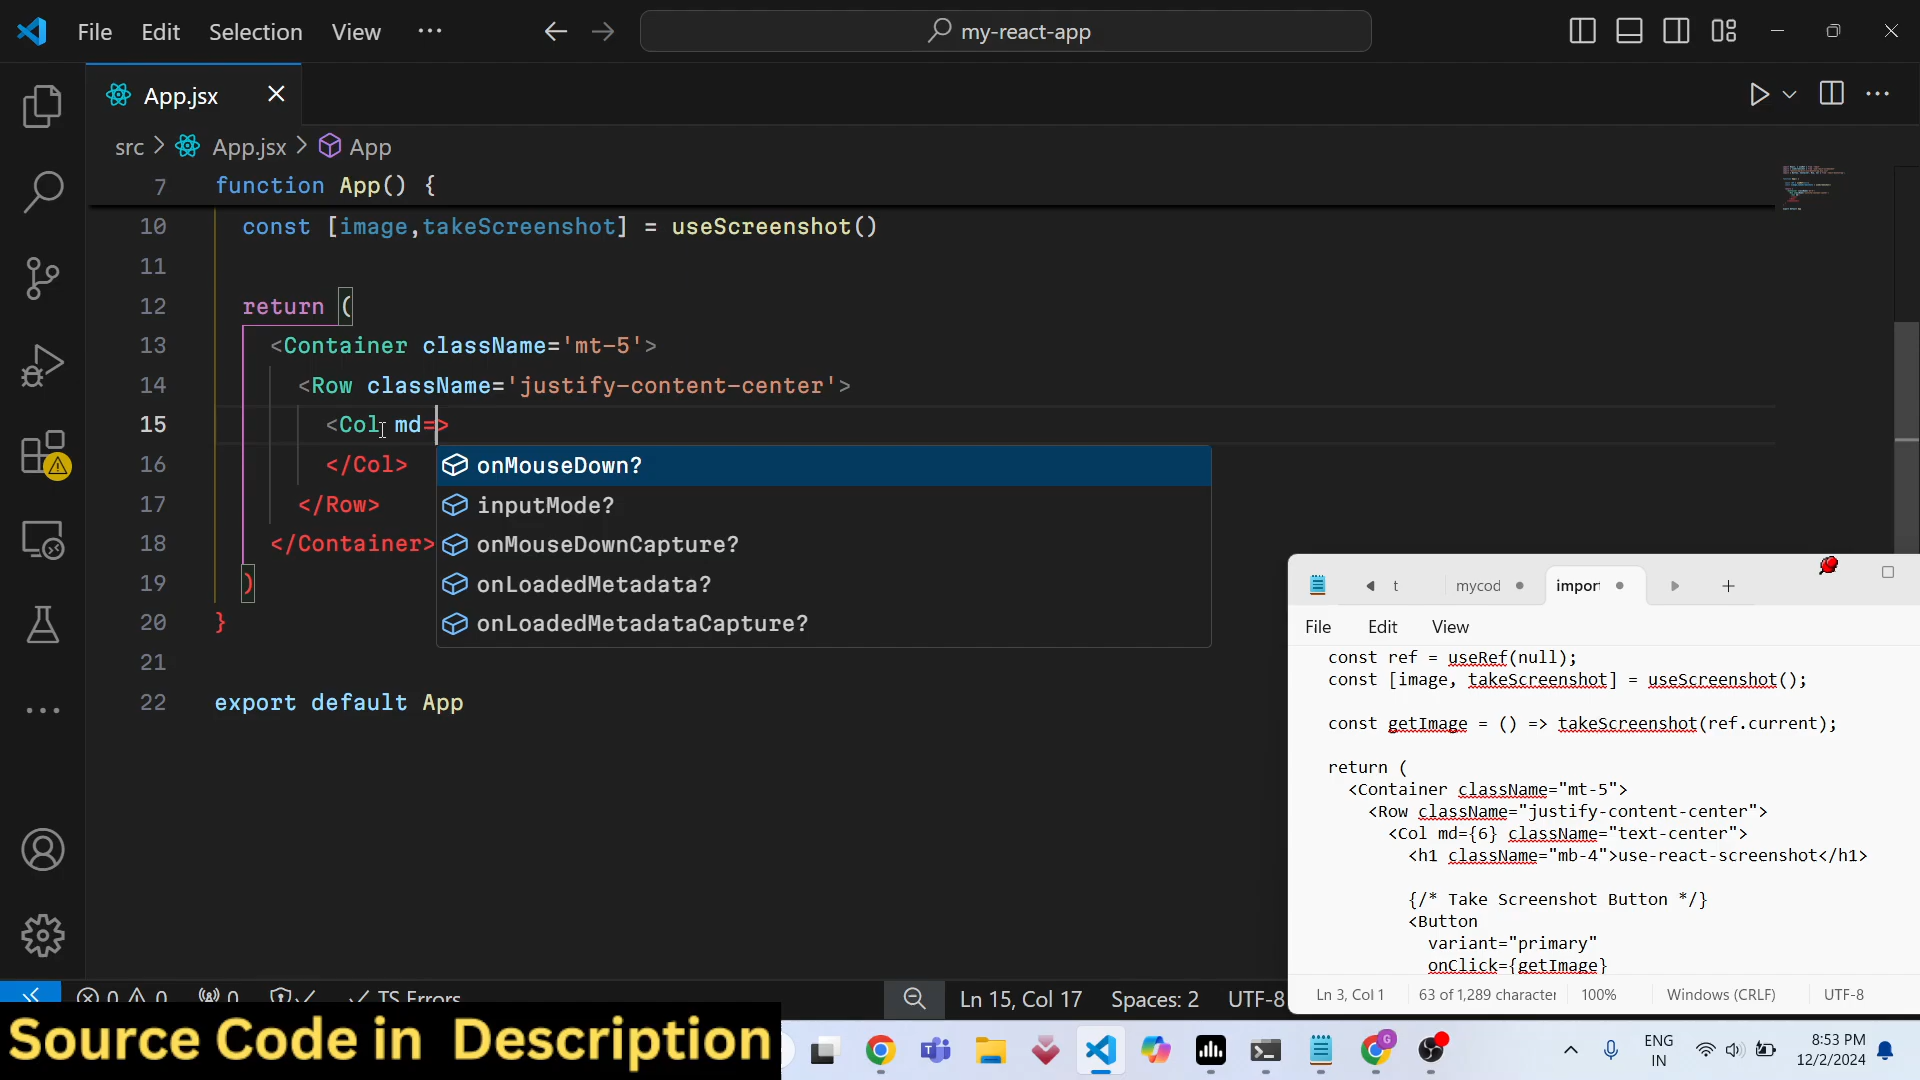 File Edit Selection View ··· my-react-app
App.jsx
src > App.jsx > App
7 function App() {
10 const [image,takeScreenshot] = useScreenshot()
11
12 return (
13 <Container className='mt-5'>
14 <Row className='justify-content-center'>
15 <Col md=>
16 </Col>
17 </Row>
18 </Container>
19 )
20 }
21
22 export default App
onMouseDown?
inputMode?
onMouseDownCapture?
onLoadedMetadata?
onLoadedMetadataCapture?
t mycod import
File Edit View
const ref = useRef(null);
const [image, takeScreenshot] = useScreenshot();
const getImage = () => takeScreenshot(ref.current);
return (
<Container className="mt-5">
<Row className="justify-content-center">
<Col md={6} className="text-center">
<h1 className="mb-4">use-react-screenshot</h1>
{/* Take Screenshot Button */}
<Button
variant="primary"
onClick={getImage}
Ln 3, Col 1 63 of 1,289 character 100% Windows (CRLF) UTF-8
0 0 0 TS Errors Ln 15, Col 17 Spaces: 2 UTF-8
Source Code in Description
ENG
IN
8:53 PM
12/2/2024